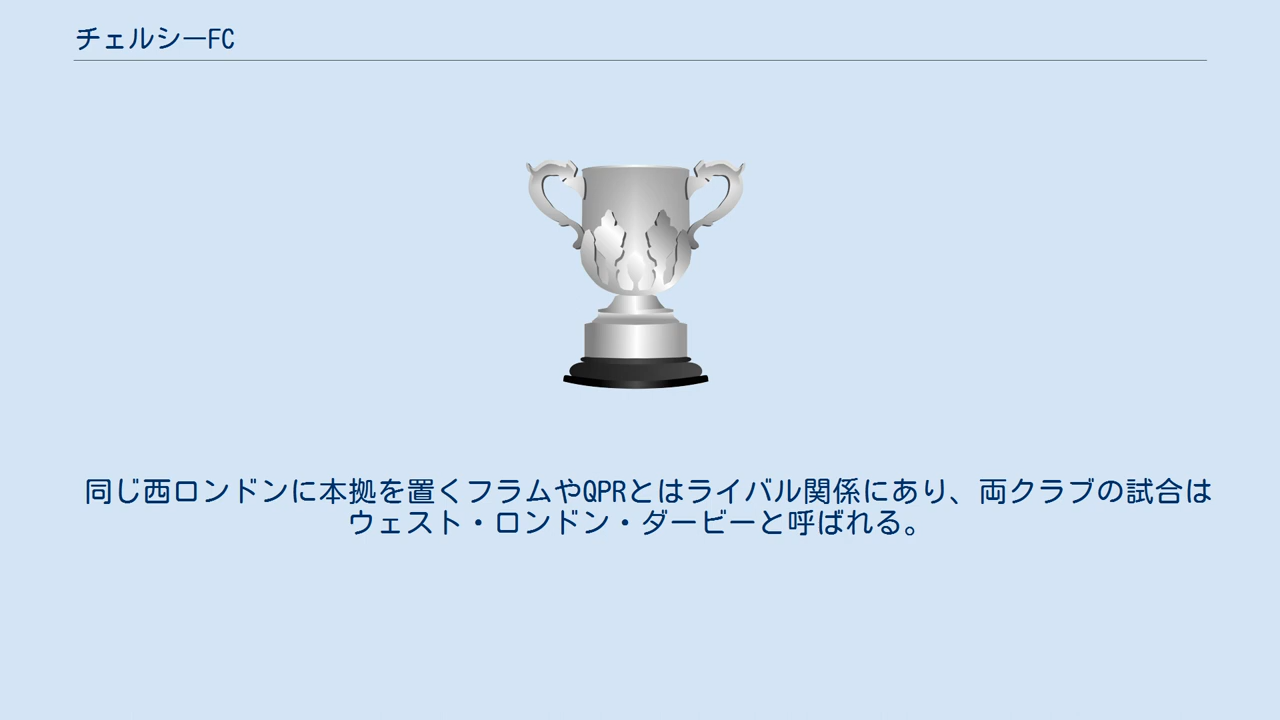 チェルシーFC
同じ西ロンドンに本拠を置くフラムやQPRとはライバル関係にあり、両クラブの試合は
ウェスト・ロンドン・ダービーと呼ばれる。